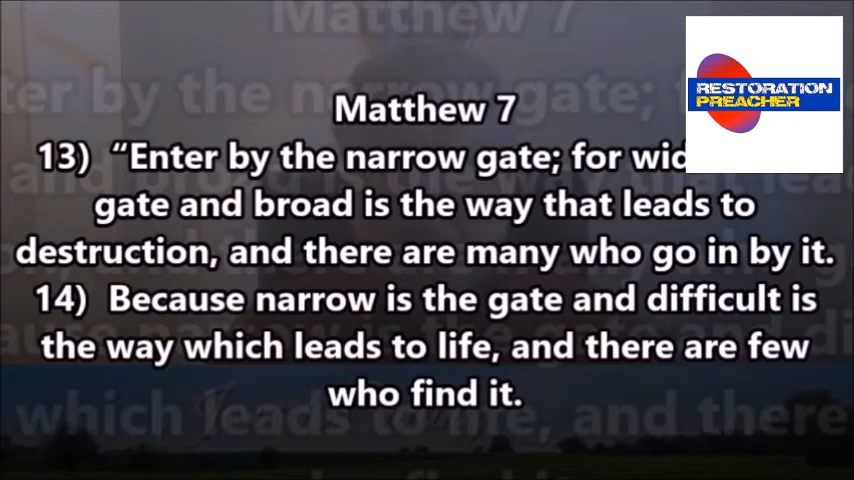 Matthew 7
13) “Enter by the narrow gate; for wid
gate and broad is the way that leads to
destruction, and there are many who go in by it.
14) Because narrow is the gate and difficult is
the way which leads to life, and there are few
who find it.
RESTORATION
PREACHER